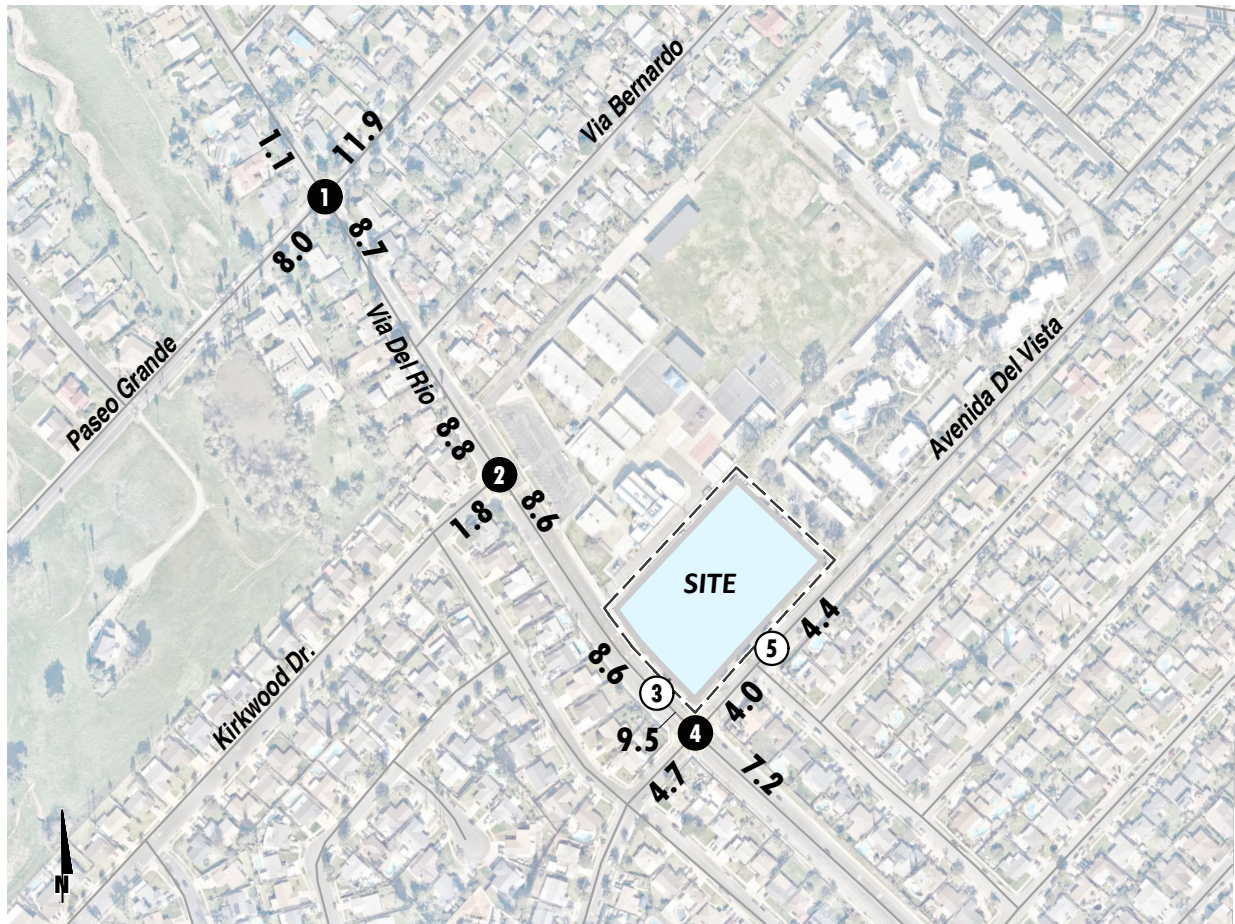 Via Bernardo
11.9
1.1
1
8.0
8.7
Via Del Rio
Paseo Grande
Avenida Del Vista
8.8
2
1.8
8.6
SITE
4.4
5
8.6
3
4.0
Kirkwood Dr.
9.5
4
4.7
7.2
N